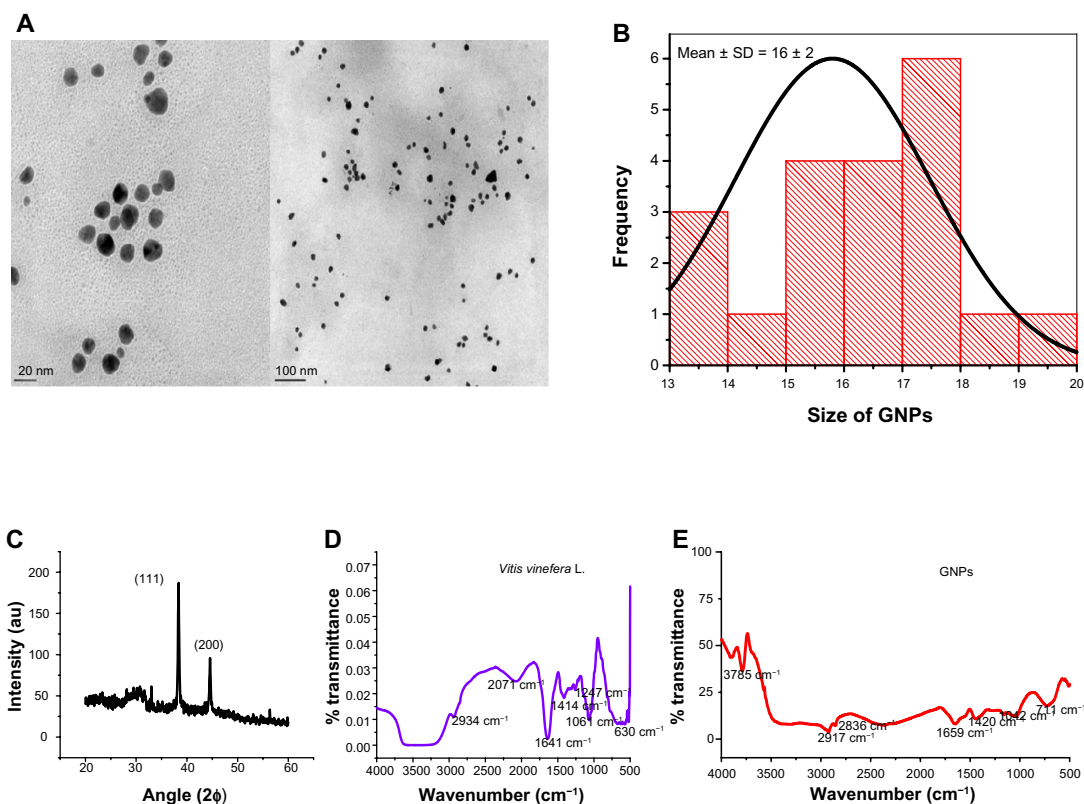 A
20 nm
100 nm
B
Mean ± SD = 16 ± 2
Frequency
6
5
4
3
2
1
0
13 14 15 16 17 18 19 20
Size of GNPs
C
Intensity (au)
200
150
100
50
0
(111)
(200)
20 30 40 50 60
Angle (2ϕ)
D
% transmittance
0.07
0.06
0.05
0.04
0.03
0.02
0.01
0.00
Vitis vinefera L.
2071 cm⁻¹
2934 cm⁻¹
1641 cm⁻¹
1414 cm⁻¹
1247 cm⁻¹
1061 cm⁻¹
630 cm⁻¹
4000 3500 3000 2500 2000 1500 1000 500
Wavenumber (cm⁻¹)
E
% transmittance
100
75
50
25
0
GNPs
3785 cm⁻¹
2917 cm⁻¹
2836 cm⁻¹
1659 cm⁻¹
1420 cm⁻¹
711 cm⁻¹
4000 3500 3000 2500 2000 1500 1000 500
Wavenumber (cm⁻¹)